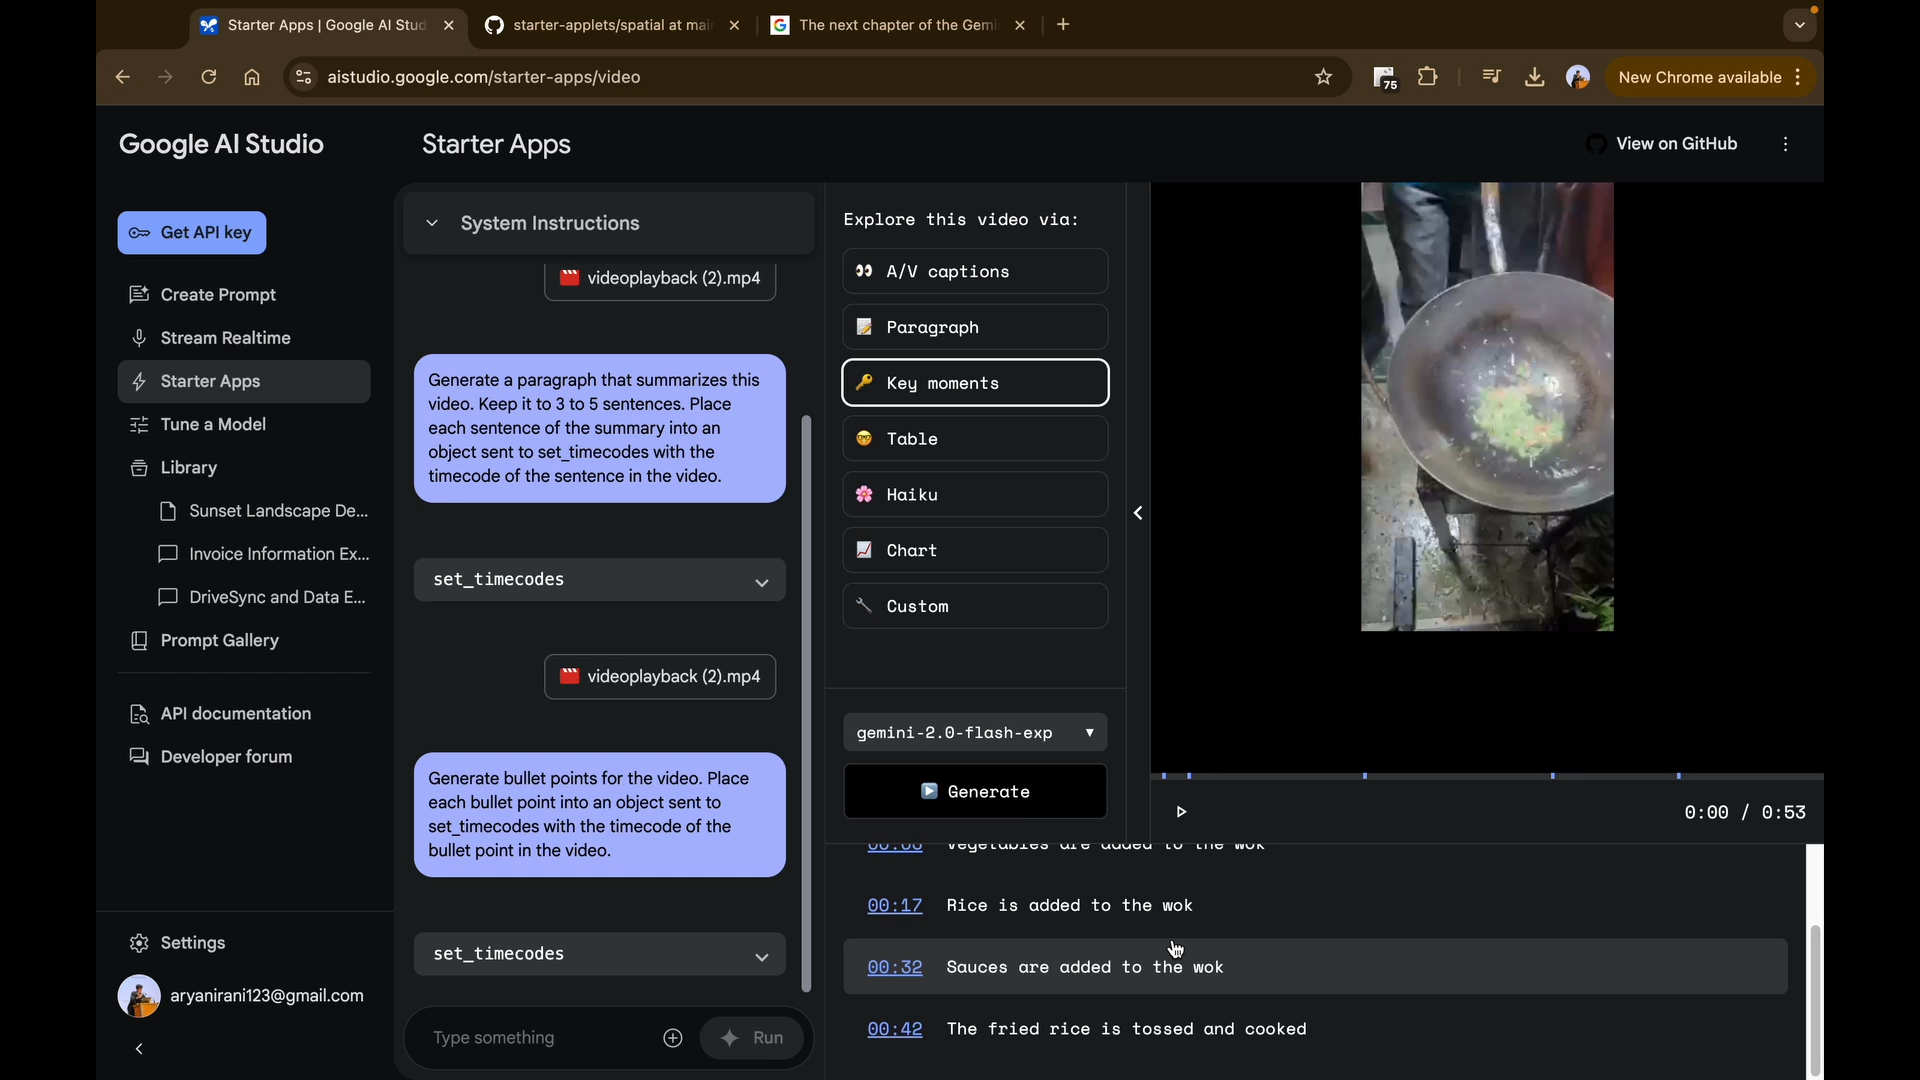 Starter Apps | Google AI Stud
starter-applets/spatial at mai
The next chapter of the Gemi
aistudio.google.com/starter-apps/video
75
New Chrome available
Google AI Studio
Starter Apps
View on GitHub
Get API key
Create Prompt
Stream Realtime
Starter Apps
Tune a Model
Library
Sunset Landscape De...
Invoice Information Ex...
DriveSync and Data E...
Prompt Gallery
API documentation
Developer forum
Settings
aryanirani123@gmail.com
System Instructions
videoplayback (2).mp4
Generate a paragraph that summarizes this
video. Keep it to 3 to 5 sentences. Place
each sentence of the summary into an
object sent to set_timecodes with the
timecode of the sentence in the video.
set_timecodes
videoplayback (2).mp4
Generate bullet points for the video. Place
each bullet point into an object sent to
set_timecodes with the timecode of the
bullet point in the video.
set_timecodes
Type something
Run
Explore this video via:
A/V captions
Paragraph
Key moments
Table
Haiku
Chart
Custom
gemini-2.0-flash-exp
Generate
0:00 / 0:53
Vegetables are added to the wok
00:17 Rice is added to the wok
00:32 Sauces are added to the wok
00:42 The fried rice is tossed and cooked